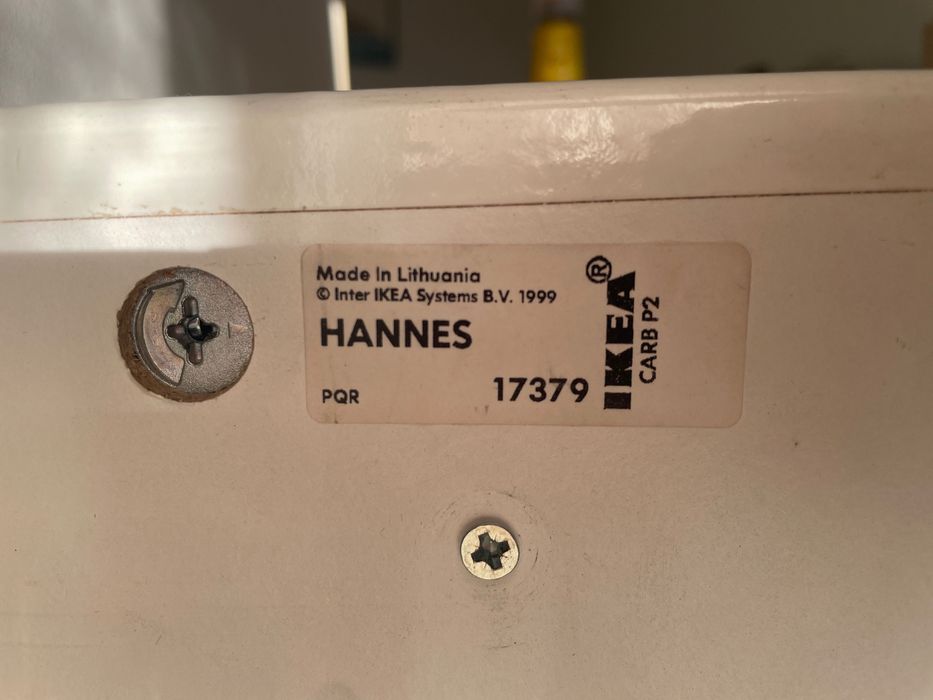 Made In Lithuania
© Inter IKEA Systems B.V. 1999
HANNES
PQR
17379
IKEA®
CARB P2